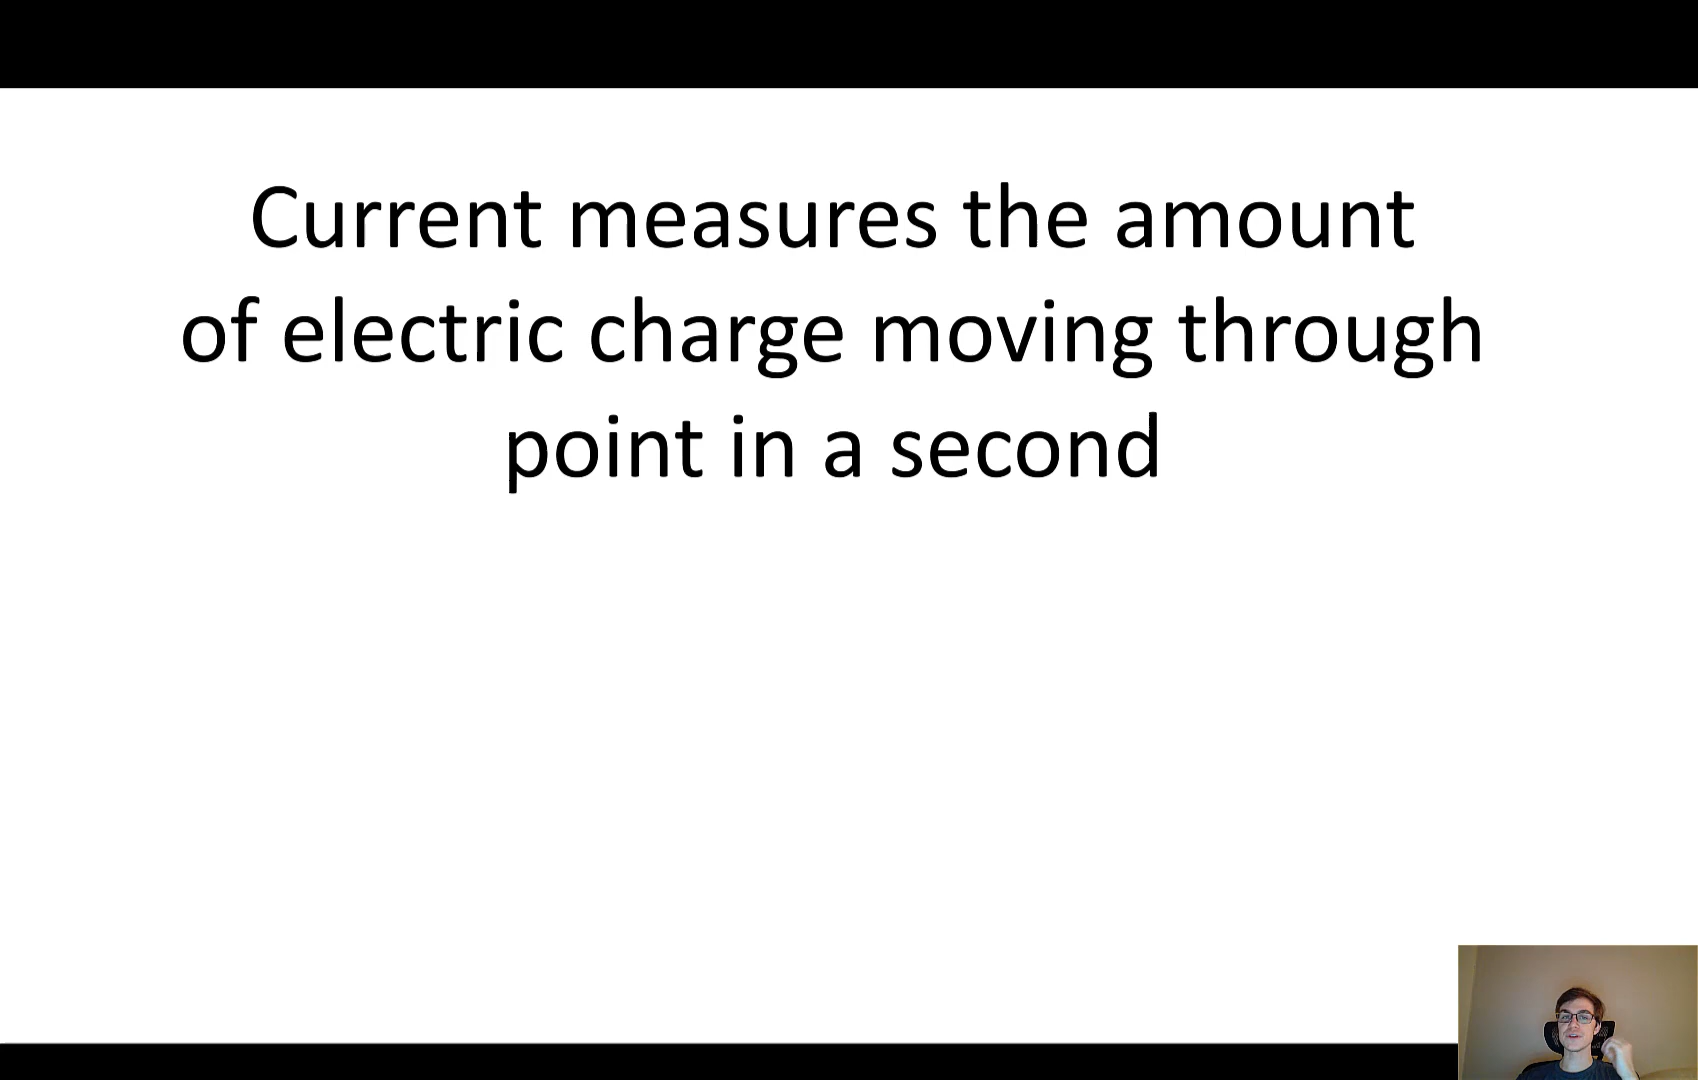 Current measures the amount
of electric charge moving through
point in a second